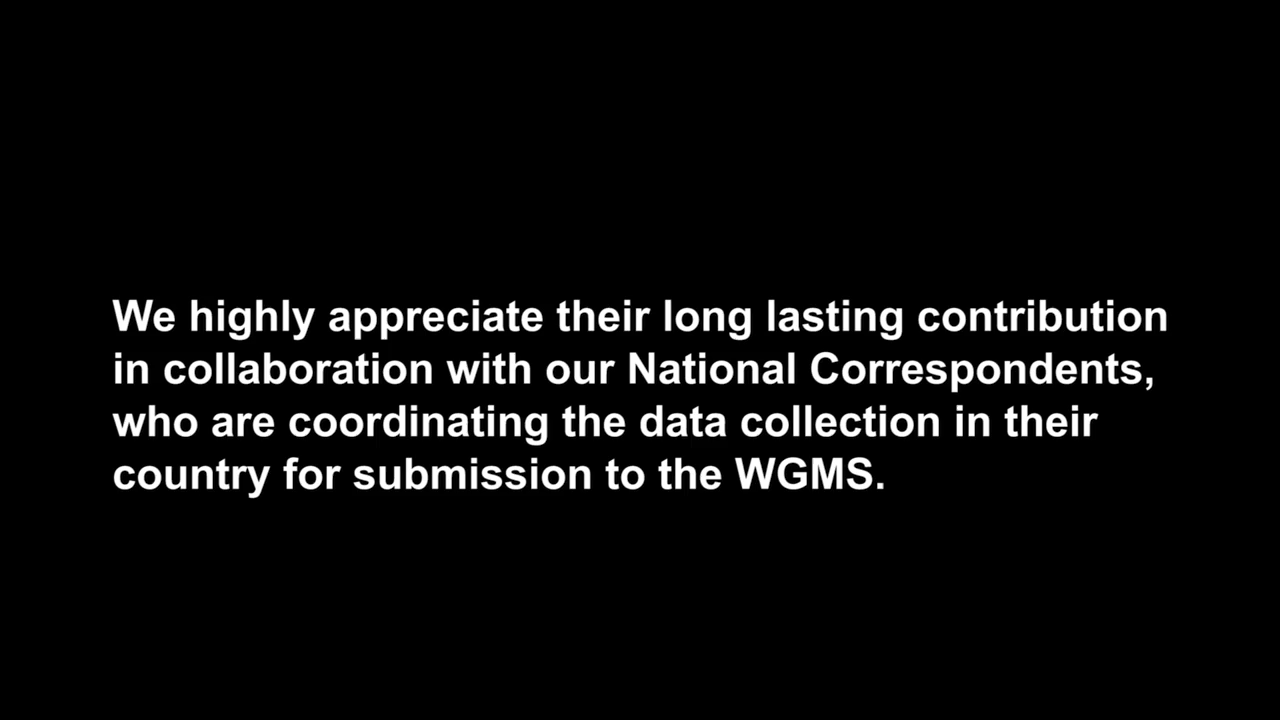 We highly appreciate their long lasting contribution
in collaboration with our National Correspondents,
who are coordinating the data collection in their
country for submission to the WGMS.